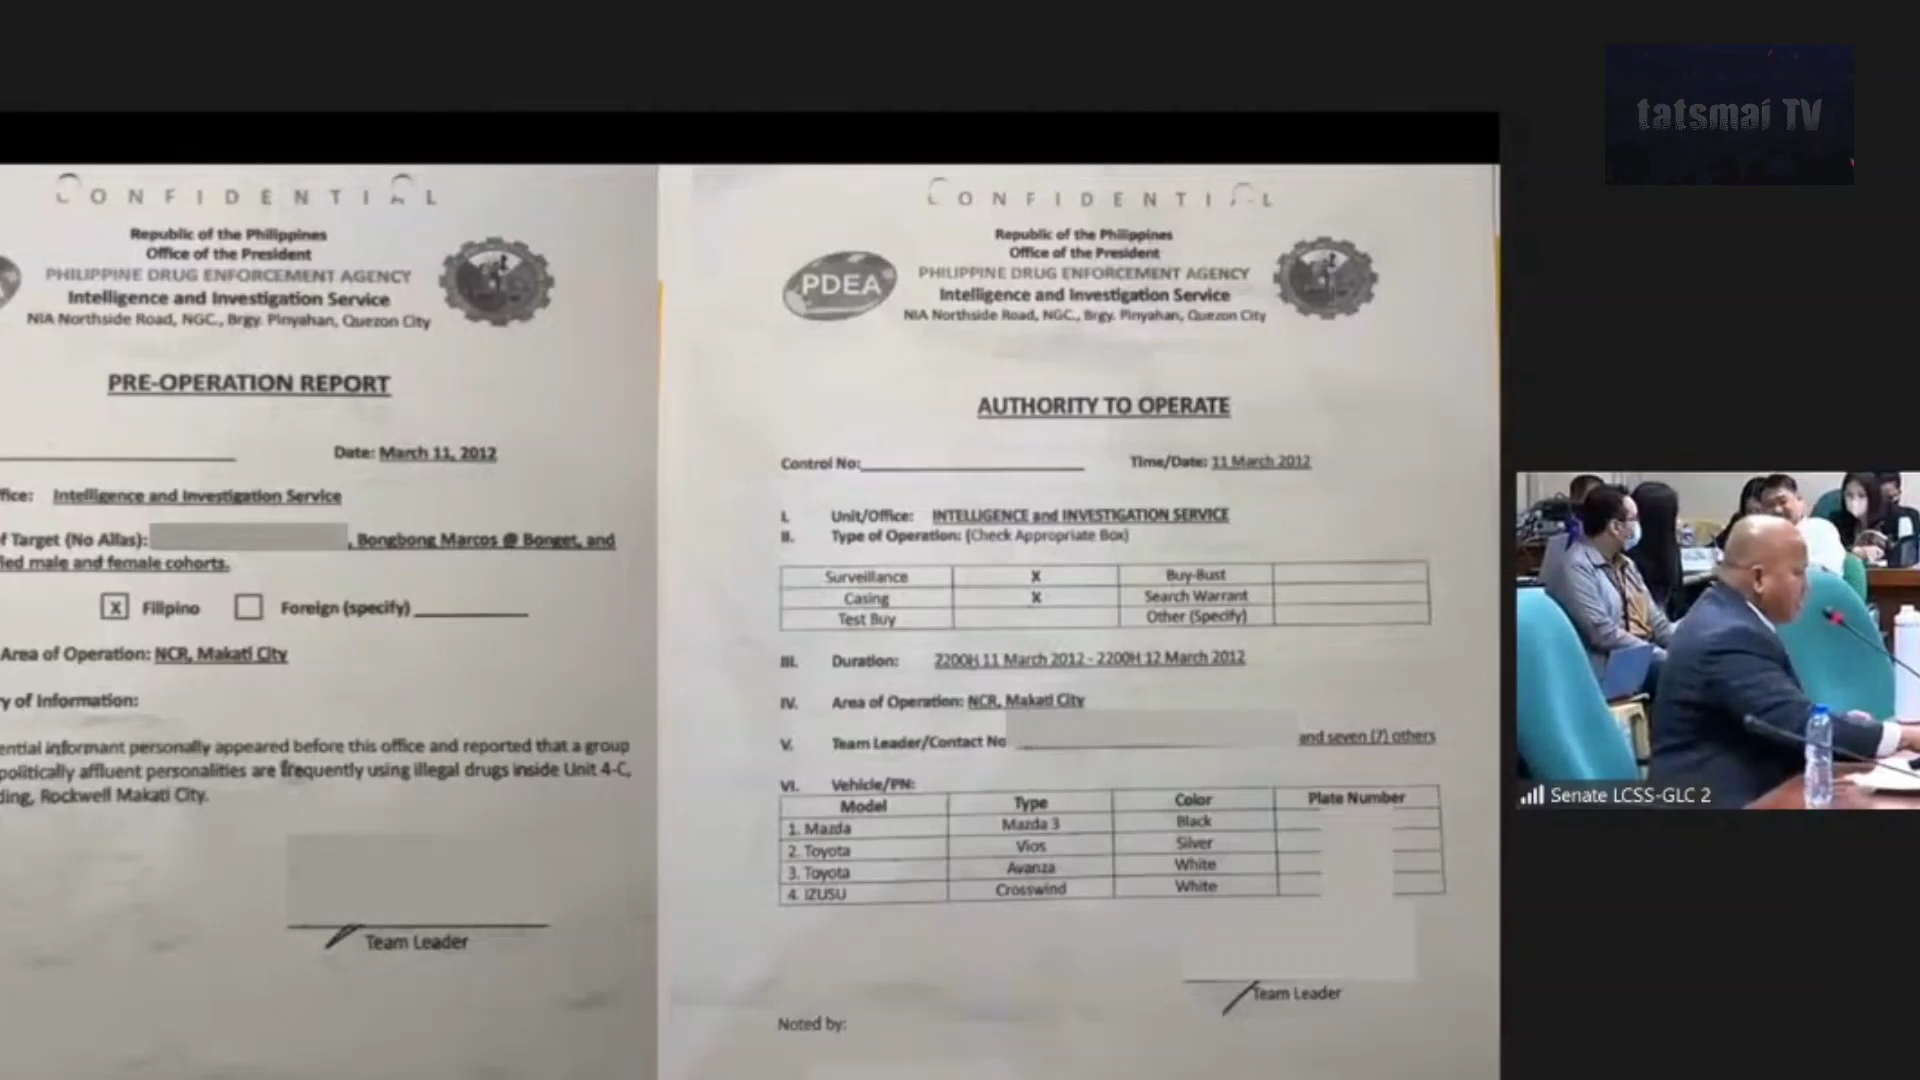 tatsmai TV
CONFIDENTIAL
Republic of the Philippines
Office of the President
PHILIPPINE DRUG ENFORCEMENT AGENCY
Intelligence and Investigation Service
NIA Northside Road, NGC., Brgy. Pinyahan, Quezon City
PRE-OPERATION REPORT
Date: March 11, 2012
fice: Intelligence and Investigation Service
f Target (No Alias): , Bongbong Marcos @ Bonget, and
ied male and female cohorts.
X Filipino Foreign (specify)
Area of Operation: NCR, Makati City
y of Information:
ential informant personally appeared before this office and reported that a group
politically affluent personalities are frequently using illegal drugs inside Unit 4-C,
ding, Rockwell Makati City.
Team Leader
CONFIDENTIAL
Republic of the Philippines
Office of the President
PDEA
PHILIPPINE DRUG ENFORCEMENT AGENCY
Intelligence and Investigation Service
NIA Northside Road, NGC., Brgy. Pinyahan, Quezon City
AUTHORITY TO OPERATE
Control No: Time/Date: 11 March 2012
I. Unit/Office: INTELLIGENCE and INVESTIGATION SERVICE
II. Type of Operation: (Check Appropriate Box)
Surveillance X Buy-Bust
Casing X Search Warrant
Test Buy Other (Specify)
III. Duration: 2200H 11 March 2012 - 2200H 12 March 2012
IV. Area of Operation: NCR, Makati City
V. Team Leader/Contact No and seven (7) others
VI. Vehicle/PN:
Model Type Color Plate Number
1. Mazda Mazda 3 Black
2. Toyota Vios Silver
3. Toyota Avanza White
4. IZUSU Crosswind White
Team Leader
Noted by:
Senate LCSS-GLC 2